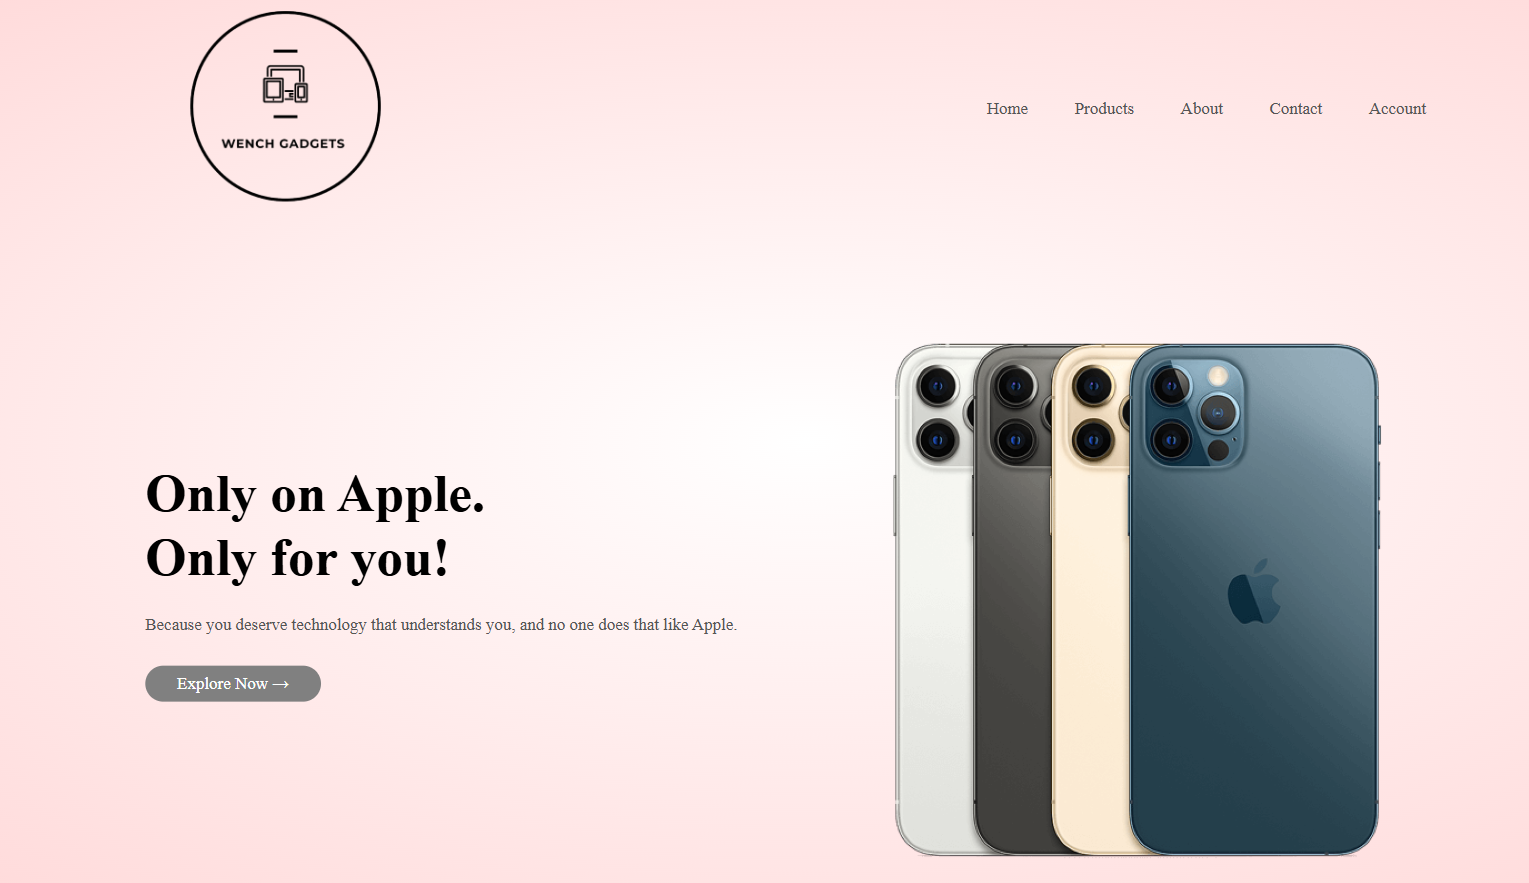 WENCH GADGETS
Home Products About Contact Account
Only on Apple.
Only for you!
Because you deserve technology that understands you, and no one does that like Apple.
Explore Now →